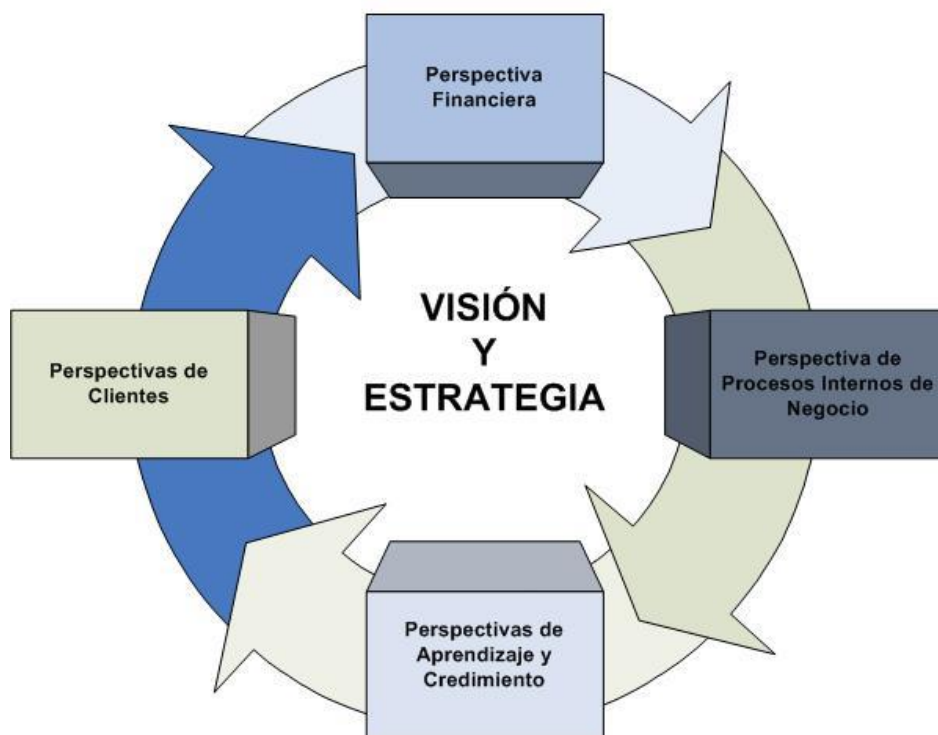 Perspectiva
Financiera
VISIÓN
Y
ESTRATEGIA
Perspectivas de
Clientes
Perspectiva de
Procesos Internos de
Negocio
Perspectivas de
Aprendizaje y
Credimiento